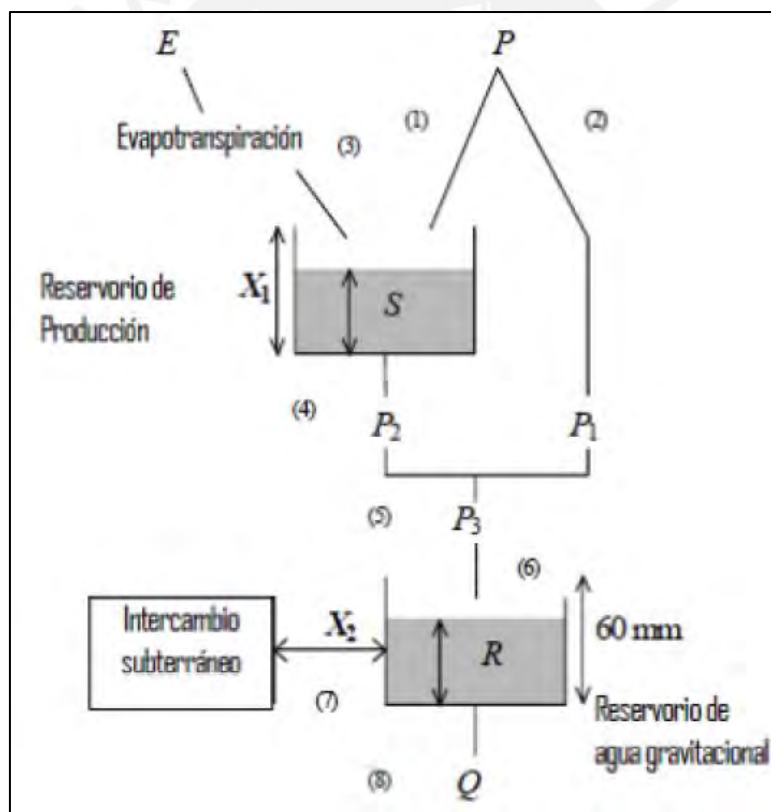 E
P
(1)
(2)
Evapotranspiración
(3)
Reservorio de
Producción
X1
S
(4)
P2
P1
(5)
P3
(6)
Intercambio
subterráneo
X2
R
60 mm
(7)
Reservorio de
agua gravitacional
(8)
Q